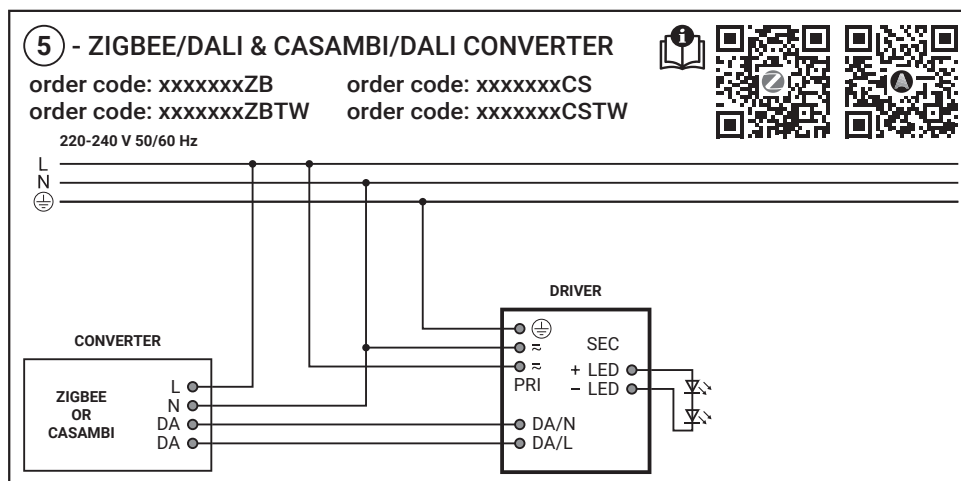 5 - ZIGBEE/DALI & CASAMBI/DALI CONVERTER
order code: xxxxxxxZB order code: xxxxxxxCS
order code: xxxxxxxZBTW order code: xxxxxxxCSTW
220-240 V 50/60 Hz
L
N
DRIVER
CONVERTER
SEC
PRI
+ LED
– LED
DA/N
DA/L
ZIGBEE
OR
CASAMBI
L
N
DA
DA